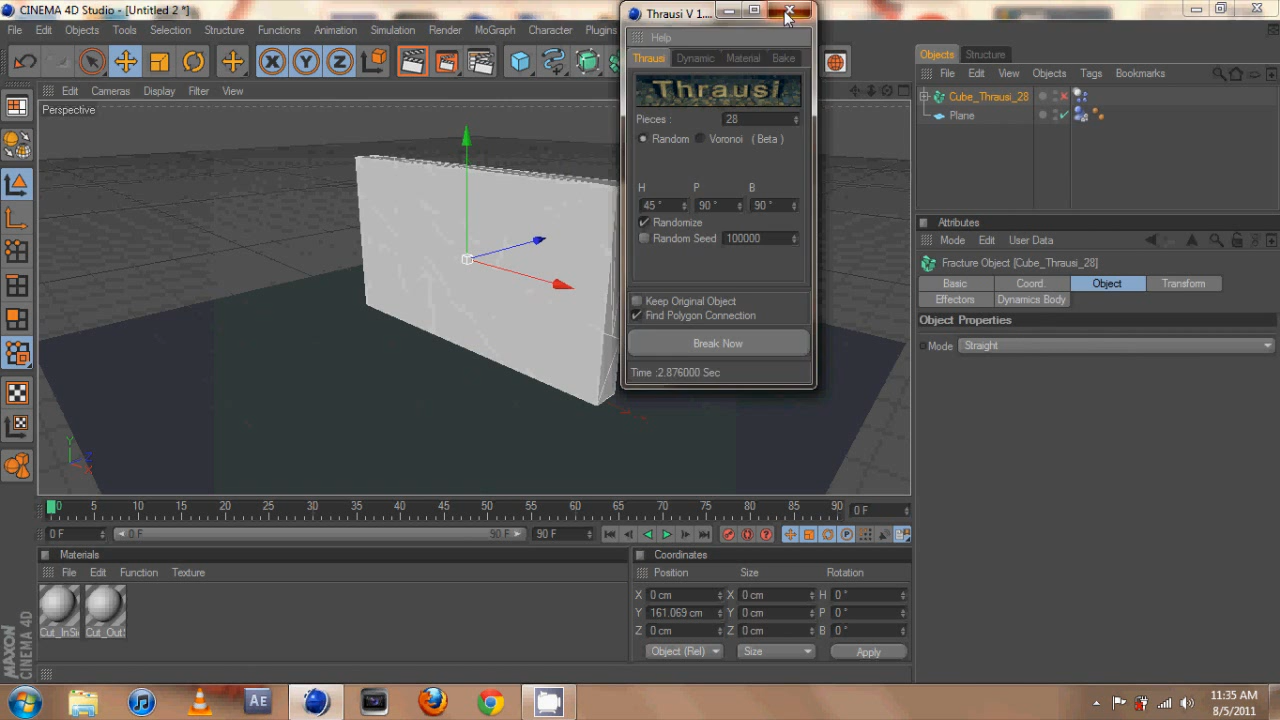 CINEMA 4D Studio - [Untitled 2 *]
File Edit Objects Tools Selection Structure Functions Animation Simulation Render MoGraph Character Plugins
Edit Cameras Display Filter View
Perspective
Thrausi V 1....
Help
Thrausi Dynamic Material Bake
Thrausi
Pieces : 28
Random Voronoi ( Beta )
H P B
45 ° 90 ° 90 °
Randomize
Random Seed 100000
Keep Original Object
Find Polygon Connection
Break Now
Time :2.876000 Sec
Objects Structure
File Edit View Objects Tags Bookmarks
Cube_Thrausi_28
Plane
Attributes
Mode Edit User Data
Fracture Object [Cube_Thrausi_28]
Basic Coord. Object Transform
Effectors Dynamics Body
Object Properties
Mode Straight
Y
Z
X
0 5 10 15 20 25 30 35 40 45 50 55 60 65 70 75 80 85 90 0 F
0 F 0 F 90 F 90 F
Materials
File Edit Function Texture
Cut_InSi Cut_Out
Coordinates
Position Size Rotation
X 0 cm X 0 cm H 0 °
Y 161.069 cm Y 0 cm P 0 °
Z 0 cm Z 0 cm B 0 °
Object (Rel) Size Apply
MAXON
CINEMA 4D
AE
11:35 AM
8/5/2011